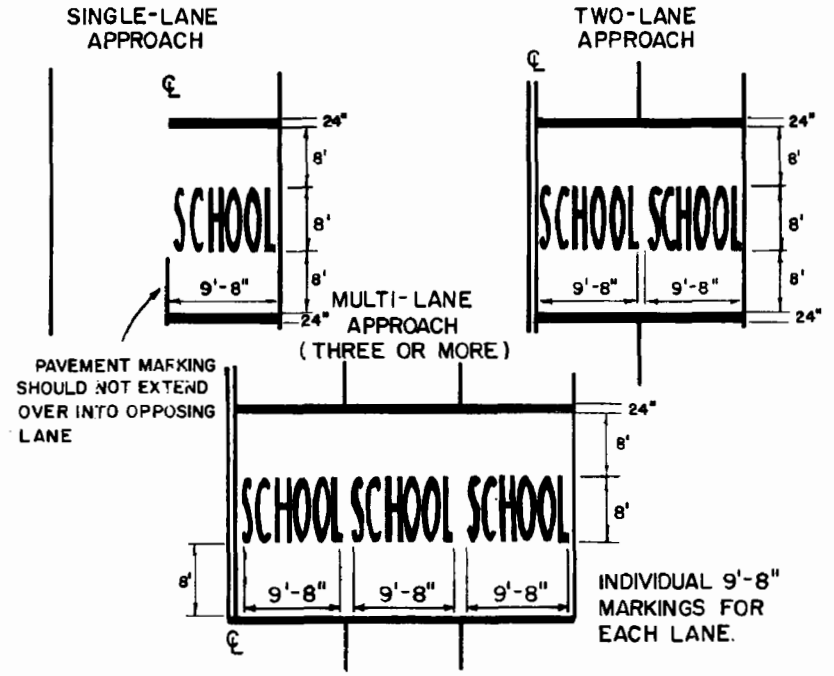 SINGLE-LANE
APPROACH
℄
24"
8'
SCHOOL
8'
8'
9'-8"
24"
PAVEMENT MARKING
SHOULD NOT EXTEND
OVER INTO OPPOSING
LANE
TWO-LANE
APPROACH
℄
24"
8'
SCHOOL SCHOOL
8'
8'
9'-8" 9'-8"
24"
MULTI-LANE
APPROACH
(THREE OR MORE)
24"
8'
SCHOOL SCHOOL SCHOOL
8'
8'
9'-8" 9'-8" 9'-8"
℄
INDIVIDUAL 9'-8"
MARKINGS FOR
EACH LANE.